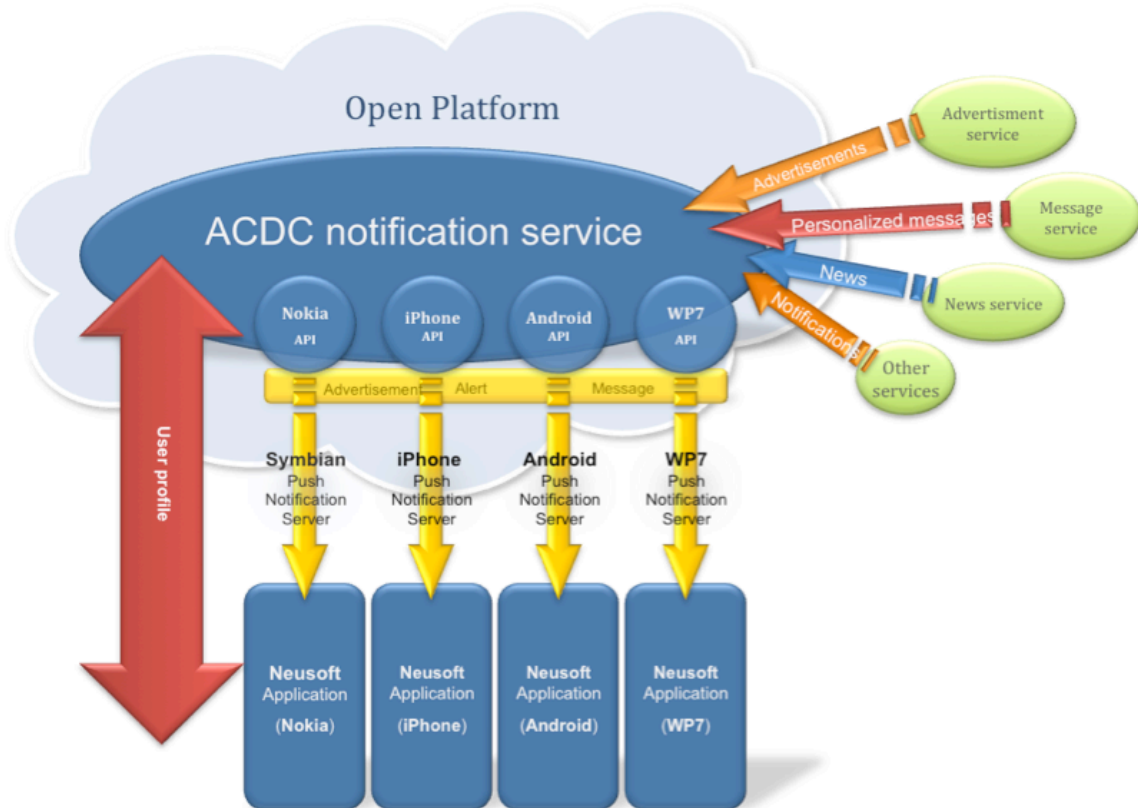 Open Platform
ACDC notification service
Advertisment
service
Advertisements
Message
service
Personalized messages
News service
News
Other
services
Notifications
Nokia
API
iPhone
API
Android
API
WP7
API
Advertisement
Alert
Message
User profile
Symbian
Push
Notification
Server
iPhone
Push
Notification
Server
Android
Push
Notification
Server
WP7
Push
Notification
Server
Neusoft
Application
(Nokia)
Neusoft
Application
(iPhone)
Neusoft
Application
(Android)
Neusoft
Application
(WP7)